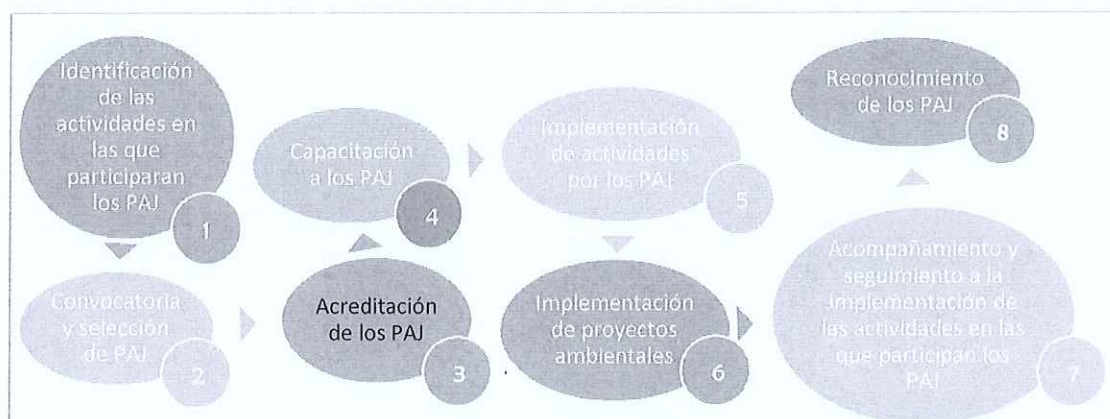 Identificación
de las
actividades en
las que
participaran
los PAJ
1
Convocatoria
y selección
de PAJ
2
Acreditación
de los PAJ
3
Capacitación
a los PAJ
4
Implementación
de actividades
por los PAJ
5
Implementación
de proyectos
ambientales
6
Acompañamiento y
seguimiento a la
implementación de
las actividades en las
que participan los
PAJ
7
Reconocimiento
de los PAJ
8